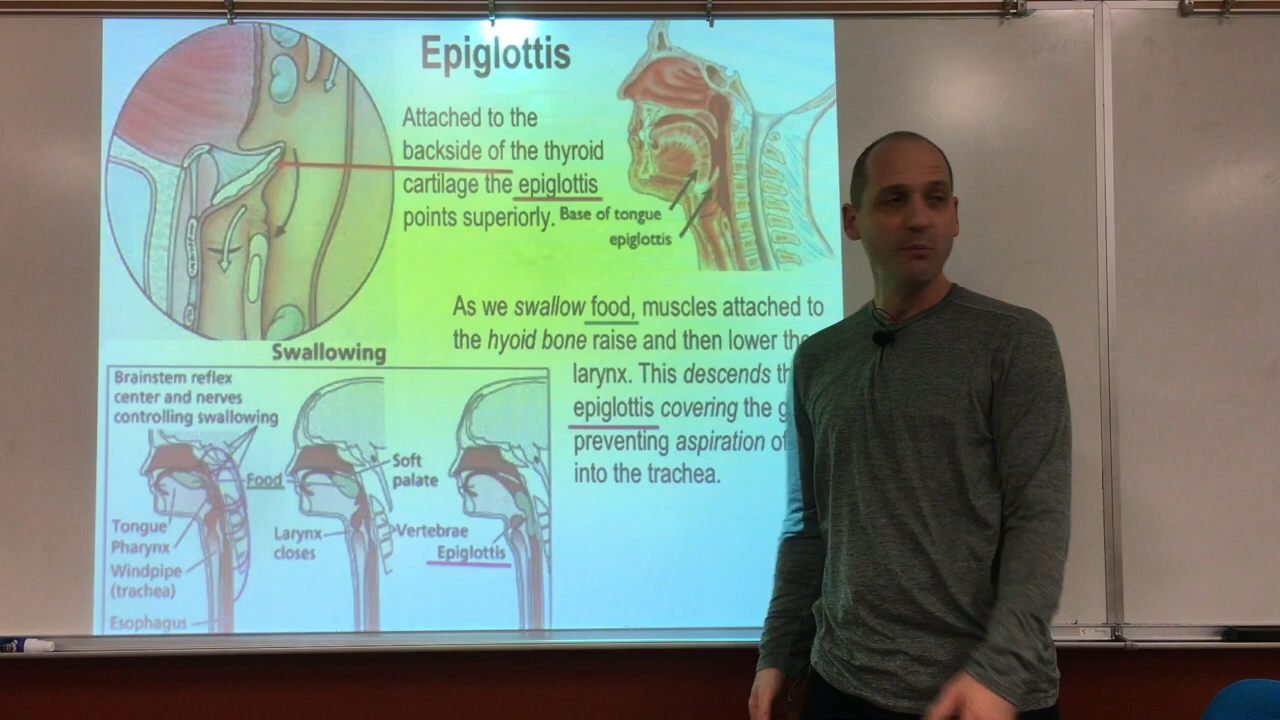 Epiglottis
Attached to the
backside of the thyroid
cartilage the epiglottis
points superiorly.
Base of tongue
epiglottis
As we swallow food, muscles attached to
the hyoid bone raise and then lower the
larynx. This descends
epiglottis covering the
preventing aspiration of
into the trachea.
Swallowing
Brainstem reflex
center and nerves
controlling swallowing
Food
Soft
palate
Tongue
Pharynx
Windpipe
(trachea)
Esophagus
Larynx
closes
Vertebrae
Epiglottis